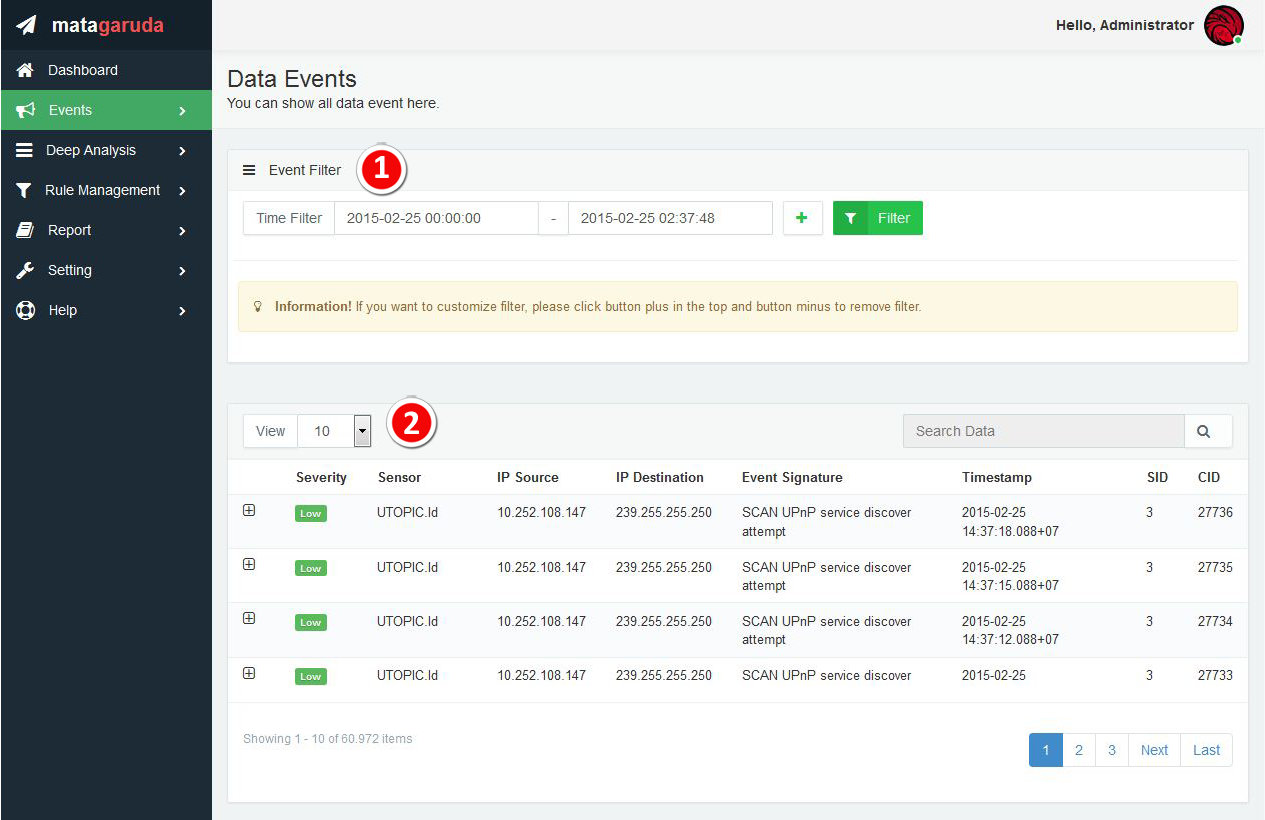 matagaruda
Hello, Administrator
Dashboard
Events
Deep Analysis
Rule Management
Report
Setting
Help
Data Events
You can show all data event here.
Event Filter
1
Time Filter
2015-02-25 00:00:00
-
2015-02-25 02:37:48
+
Filter
Information! If you want to customize filter, please click button plus in the top and button minus to remove filter.
View
10
2
Search Data
Severity Sensor IP Source IP Destination Event Signature Timestamp SID CID
Low UTOPIC.Id 10.252.108.147 239.255.255.250 SCAN UPnP service discover 2015-02-25 3 27736
attempt 14:37:18.088+07
Low UTOPIC.Id 10.252.108.147 239.255.255.250 SCAN UPnP service discover 2015-02-25 3 27735
attempt 14:37:15.088+07
Low UTOPIC.Id 10.252.108.147 239.255.255.250 SCAN UPnP service discover 2015-02-25 3 27734
attempt 14:37:12.088+07
Low UTOPIC.Id 10.252.108.147 239.255.255.250 SCAN UPnP service discover 2015-02-25 3 27733
Showing 1 - 10 of 60.972 items
1 2 3 Next Last